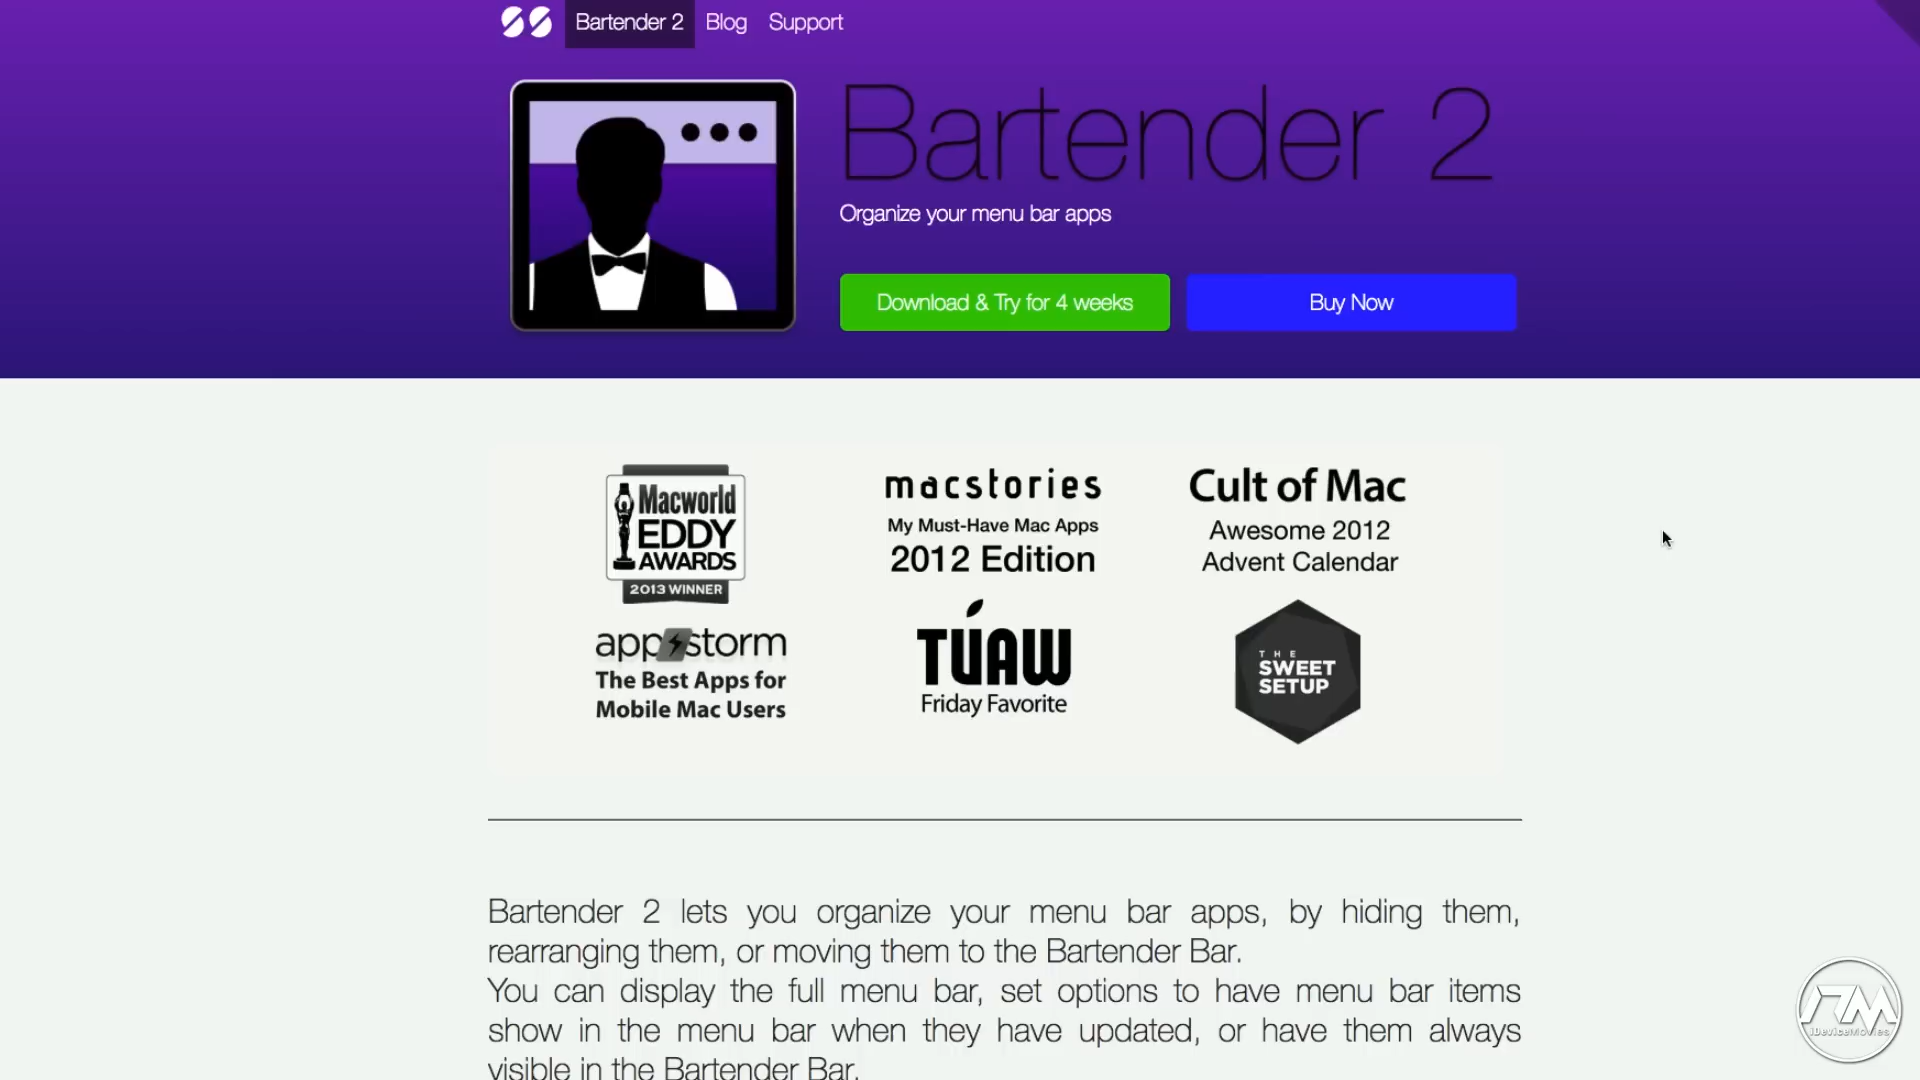 Bartender 2 Blog Support
Bartender 2
Organize your menu bar apps
Download & Try for 4 weeks
Buy Now
Macworld
EDDY
AWARDS
2013 WINNER
macstories
My Must-Have Mac Apps
2012 Edition
Cult of Mac
Awesome 2012
Advent Calendar
appstorm
The Best Apps for
Mobile Mac Users
TUAW
Friday Favorite
THE
SWEET
SETUP
Bartender 2 lets you organize your menu bar apps, by hiding them,
rearranging them, or moving them to the Bartender Bar.
You can display the full menu bar, set options to have menu bar items
show in the menu bar when they have updated, or have them always
visible in the Bartender Bar.
iDeviceMovies